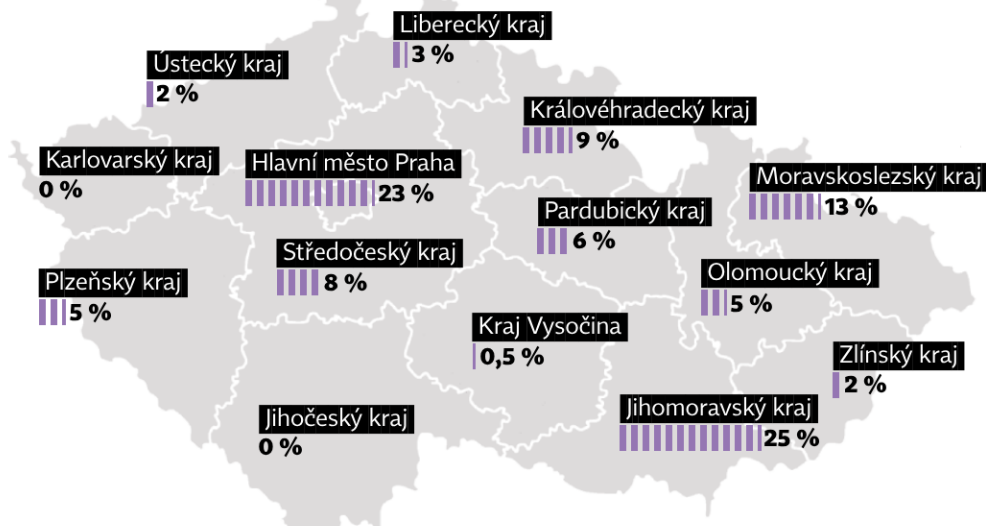 Liberecký kraj
3 %
Ústecký kraj
2 %
Královéhradecký kraj
9 %
Karlovarský kraj
0 %
Hlavní město Praha
23 %
Moravskoslezský kraj
13 %
Pardubický kraj
6 %
Středočeský kraj
8 %
Plzeňský kraj
5 %
Olomoucký kraj
5 %
Kraj Vysočina
0,5 %
Zlínský kraj
2 %
Jihočeský kraj
0 %
Jihomoravský kraj
25 %